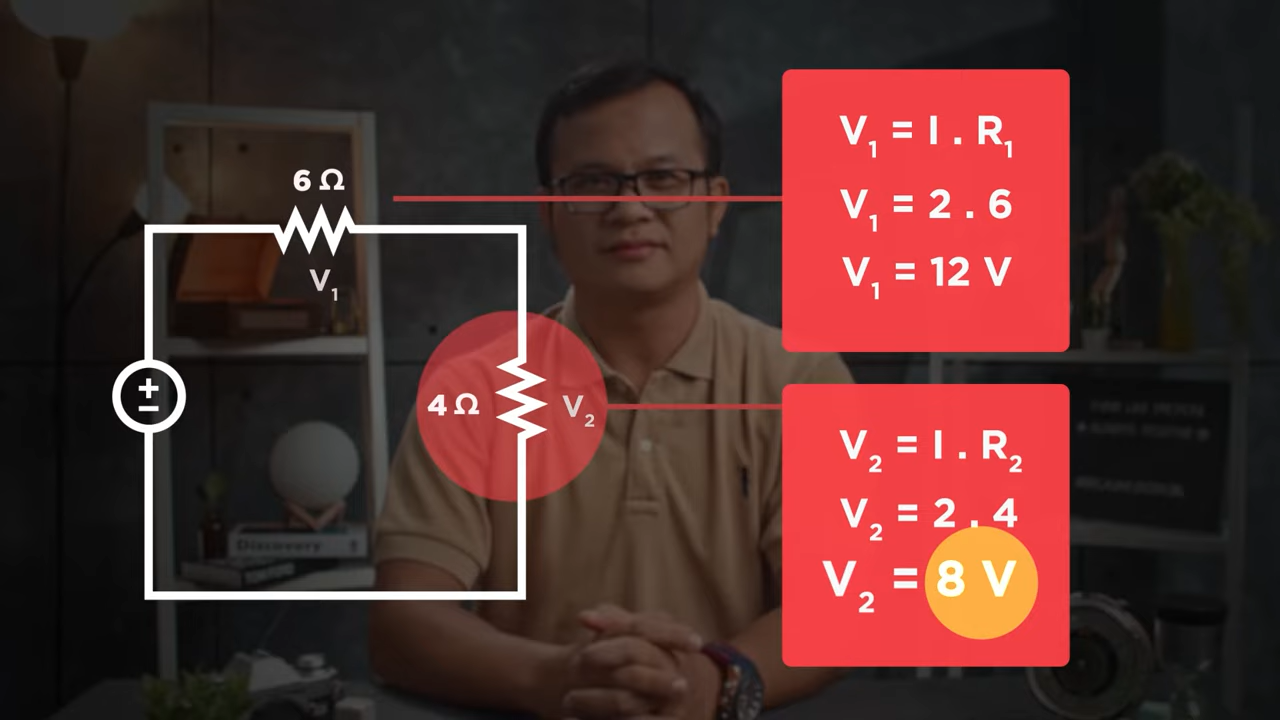 6 Ω
V₁
+
−
4 Ω
V₂
V₁ = I . R₁
V₁ = 2 . 6
V₁ = 12 V
V₂ = I . R₂
V₂ = 2 . 4
V₂ = 8 V
Discovery